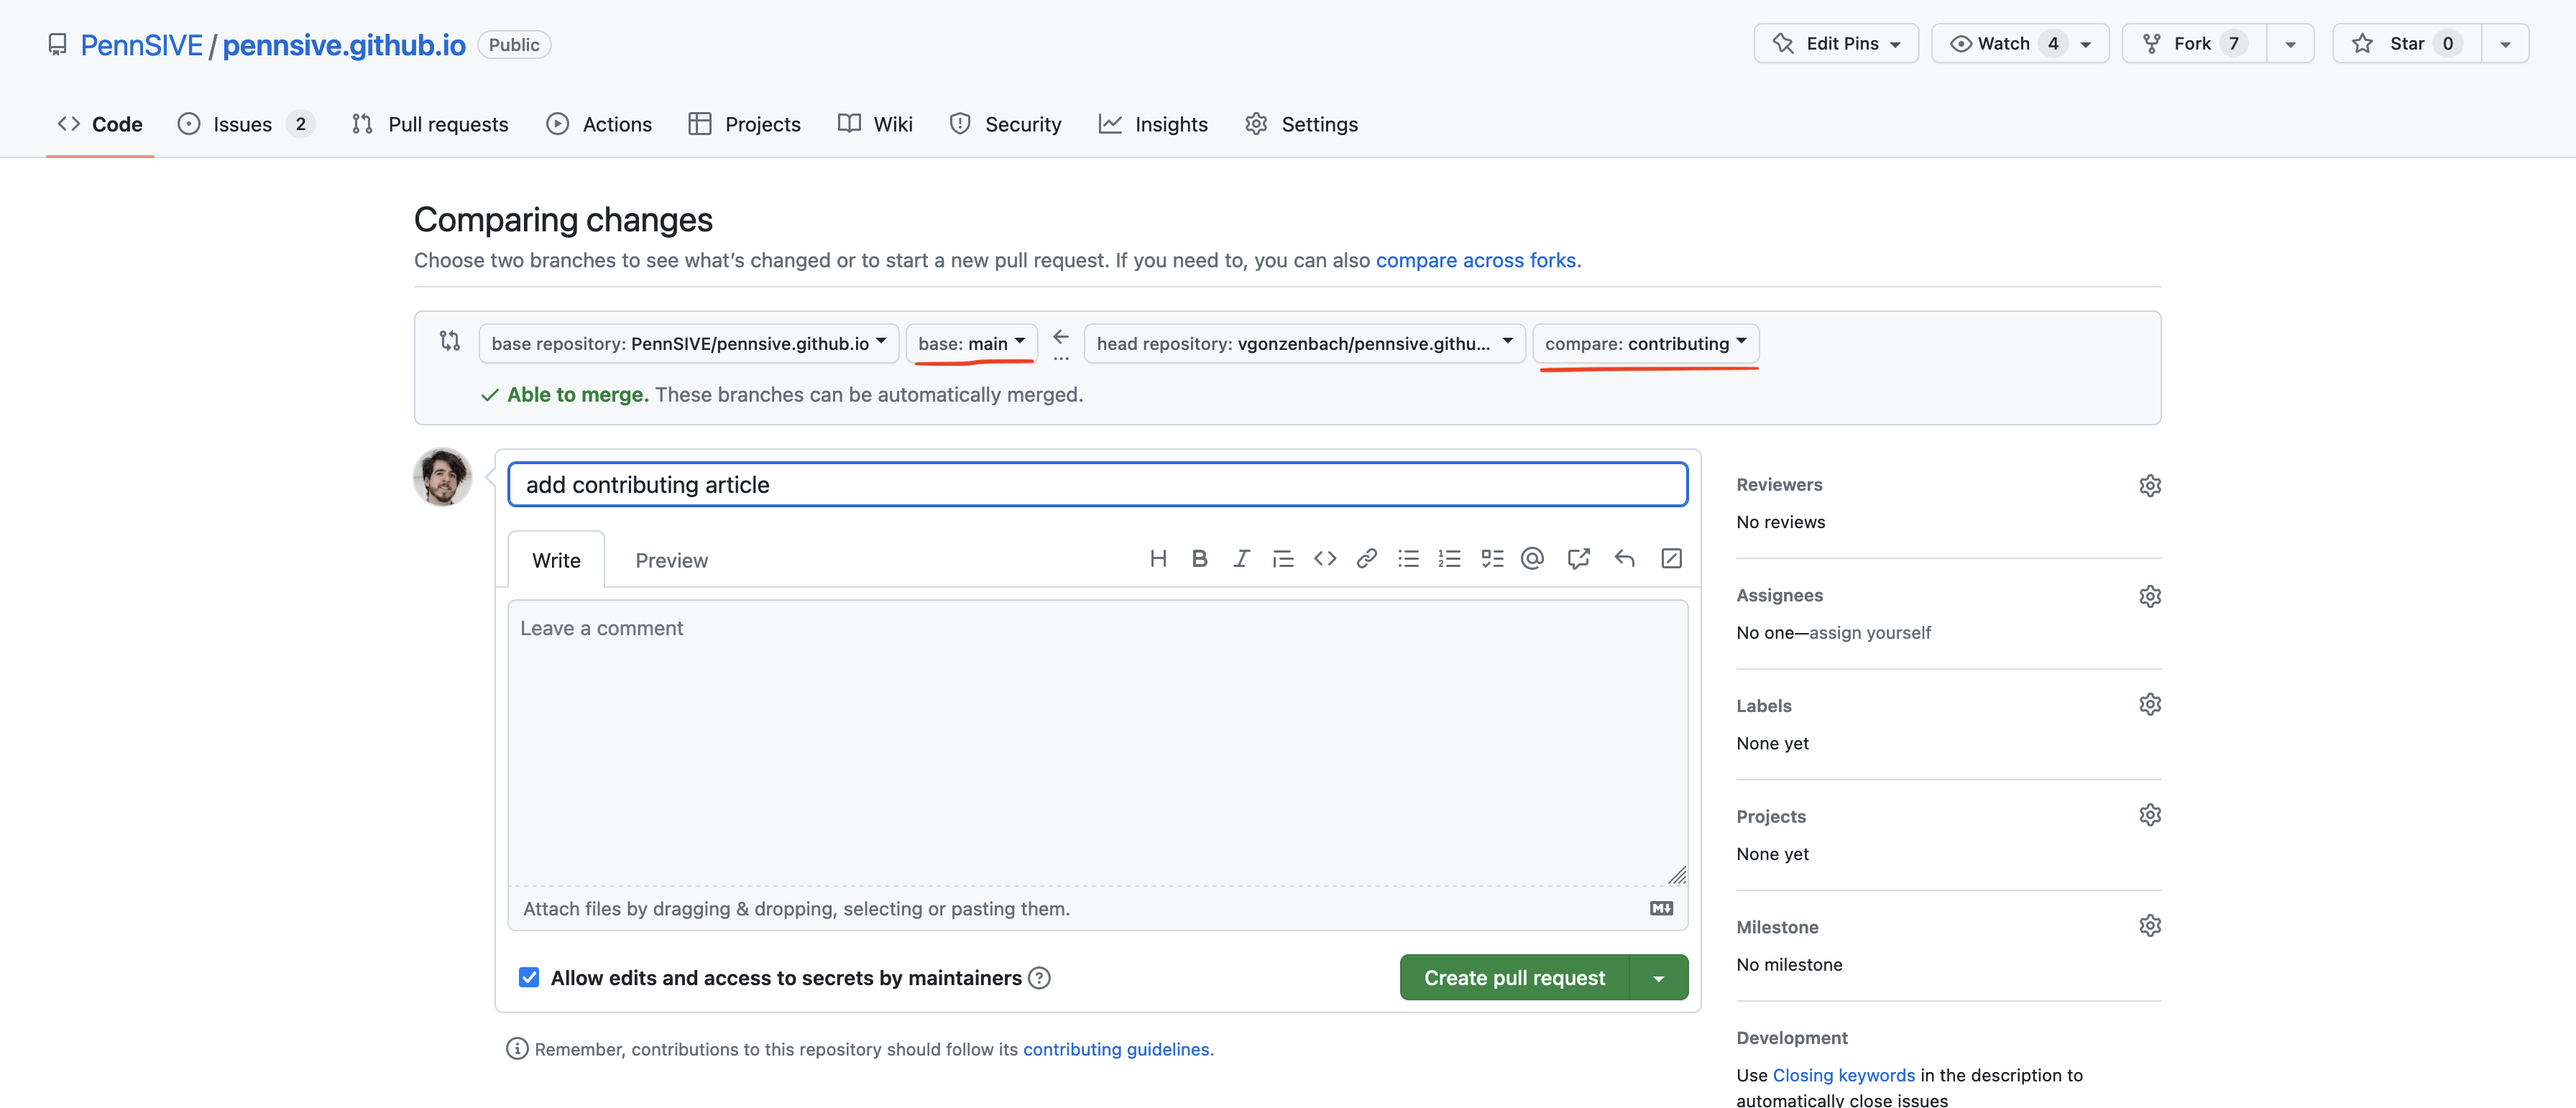 PennSIVE / pennsive.github.io Public
Edit Pins Watch 4 Fork 7 Star 0
Code Issues 2 Pull requests Actions Projects Wiki Security Insights Settings
Comparing changes
Choose two branches to see what's changed or to start a new pull request. If you need to, you can also compare across forks.
base repository: PennSIVE/pennsive.github.io base: main ← ... head repository: vgonzenbach/pennsive.githu... compare: contributing
Able to merge. These branches can be automatically merged.
add contributing article
Write Preview
Leave a comment
Attach files by dragging & dropping, selecting or pasting them.
Allow edits and access to secrets by maintainers
Create pull request
Remember, contributions to this repository should follow its contributing guidelines.
Reviewers
No reviews
Assignees
No one—assign yourself
Labels
None yet
Projects
None yet
Milestone
No milestone
Development
Use Closing keywords in the description to
automatically close issues